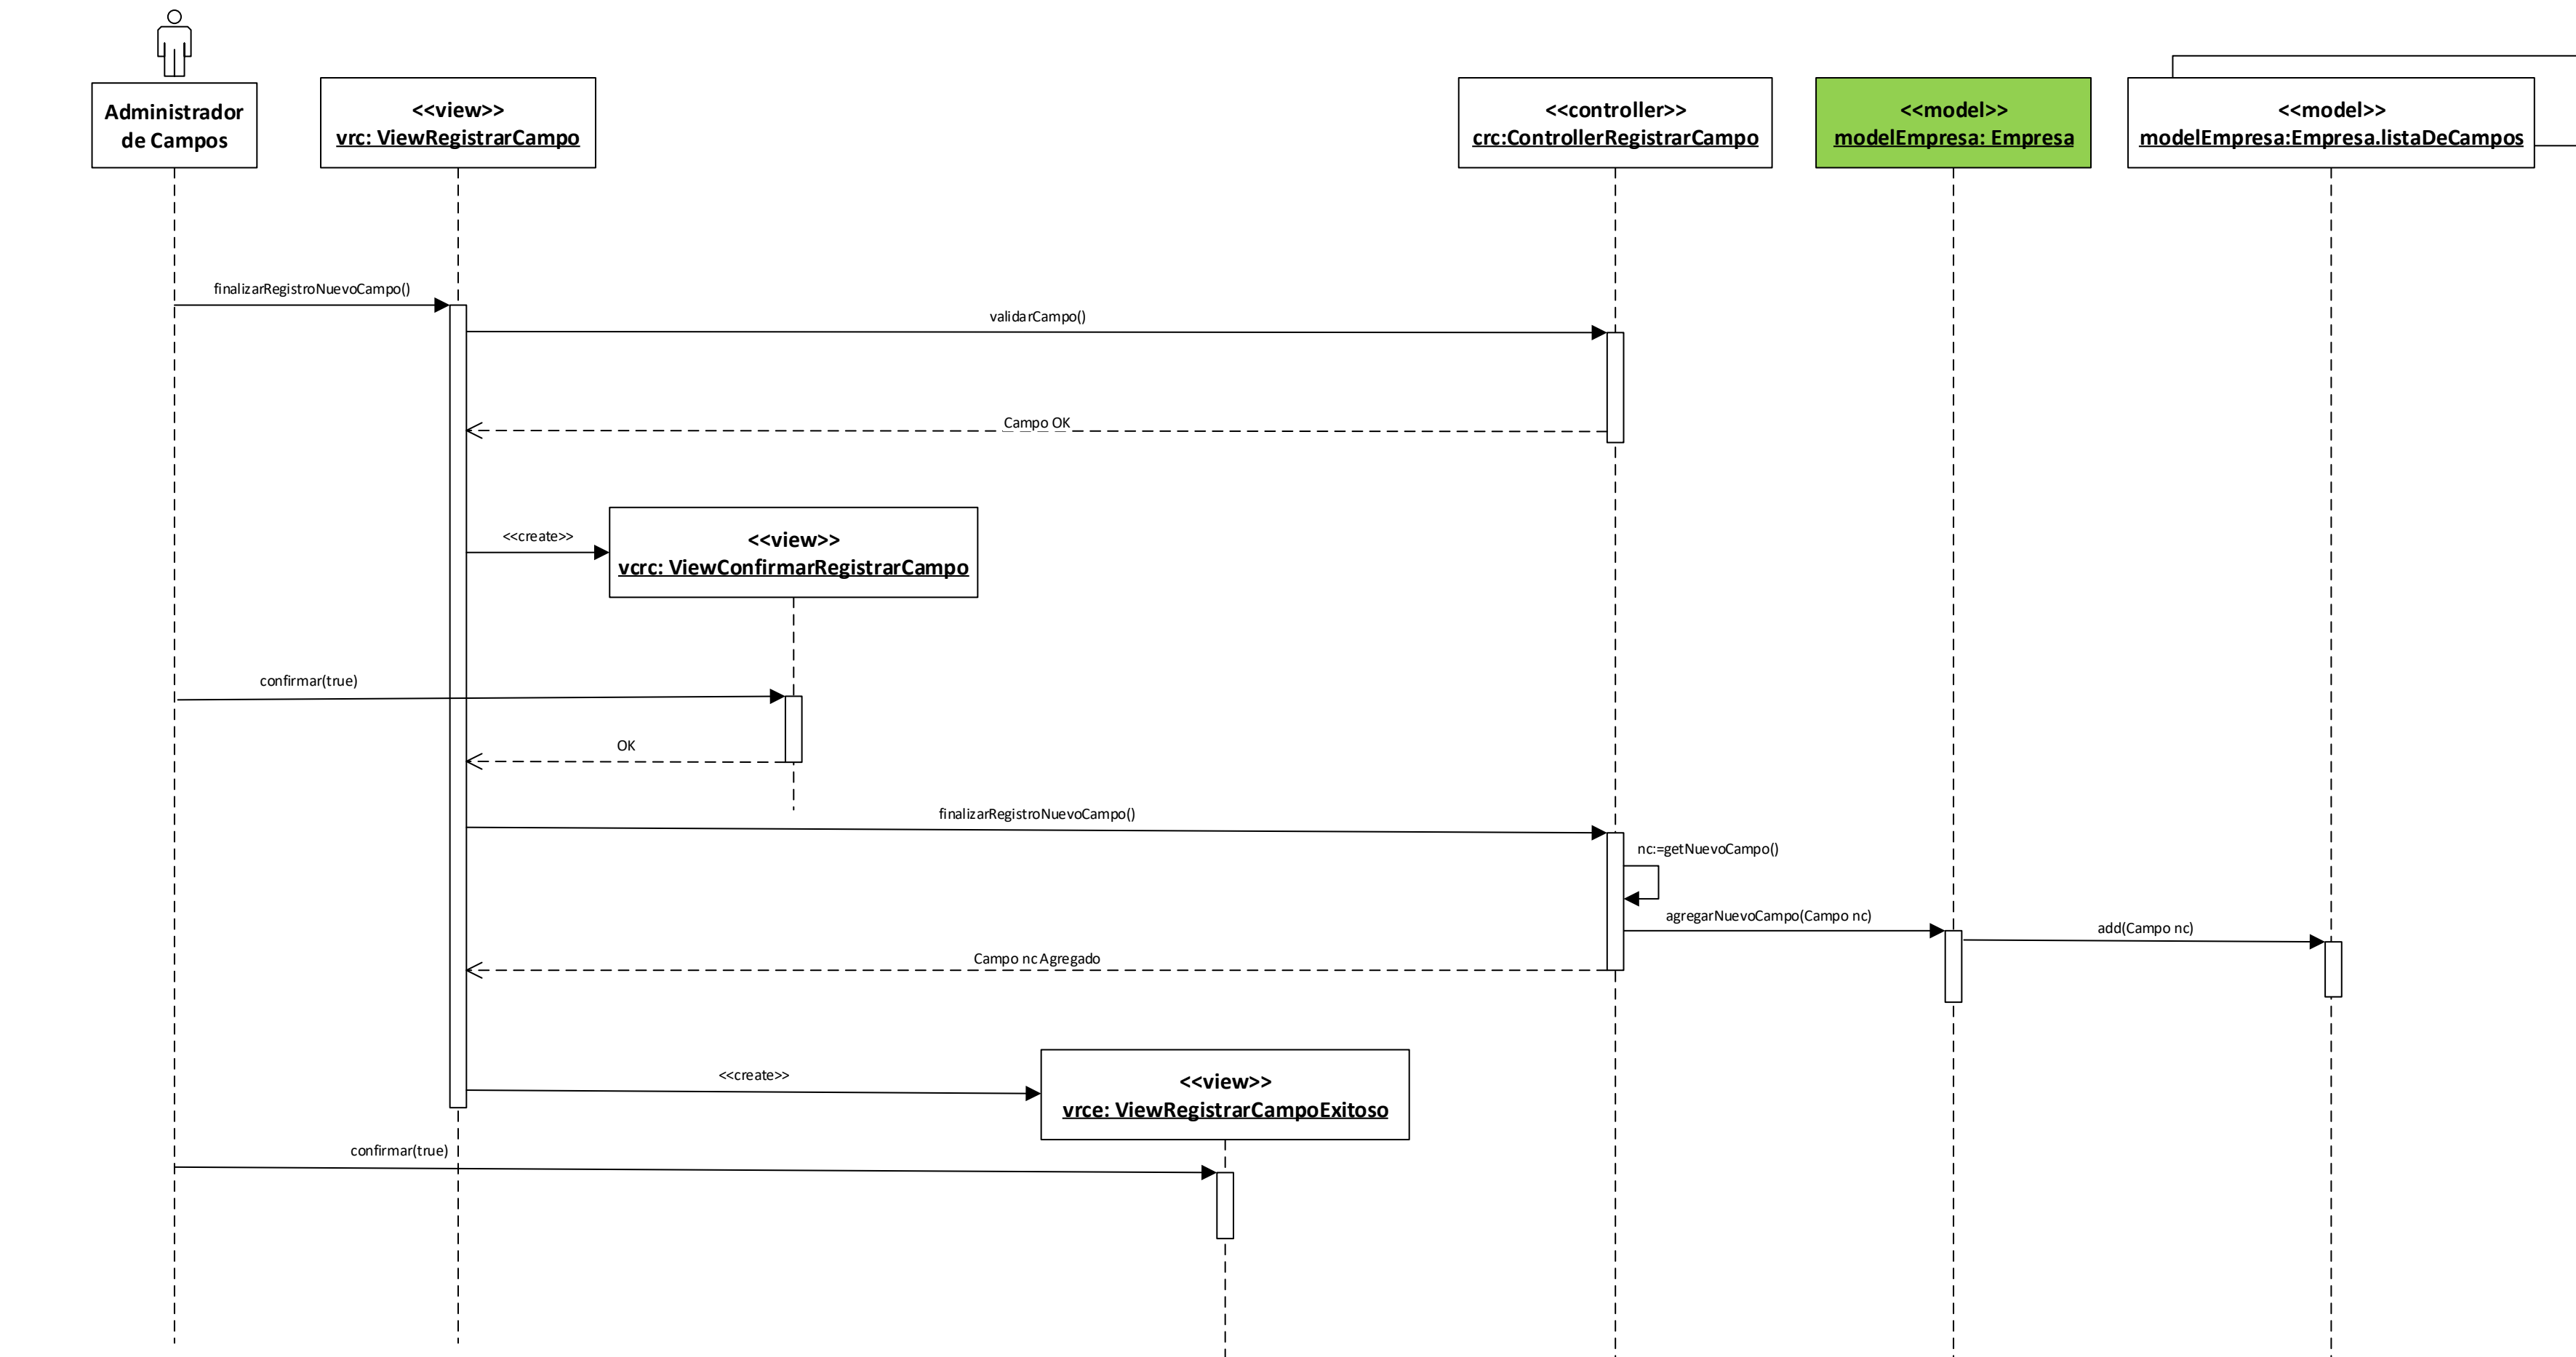 Administrador
de Campos
<<view>>
vrc: ViewRegistrarCampo
<<controller>>
crc:ControllerRegistrarCampo
<<model>>
modelEmpresa: Empresa
<<model>>
modelEmpresa:Empresa.listaDeCampos
finalizarRegistroNuevoCampo()
validarCampo()
Campo OK
<<create>>
<<view>>
vcrc: ViewConfirmarRegistrarCampo
confirmar(true)
OK
finalizarRegistroNuevoCampo()
nc:=getNuevoCampo()
agregarNuevoCampo(Campo nc)
add(Campo nc)
Campo nc Agregado
<<create>>
<<view>>
vrce: ViewRegistrarCampoExitoso
confirmar(true)